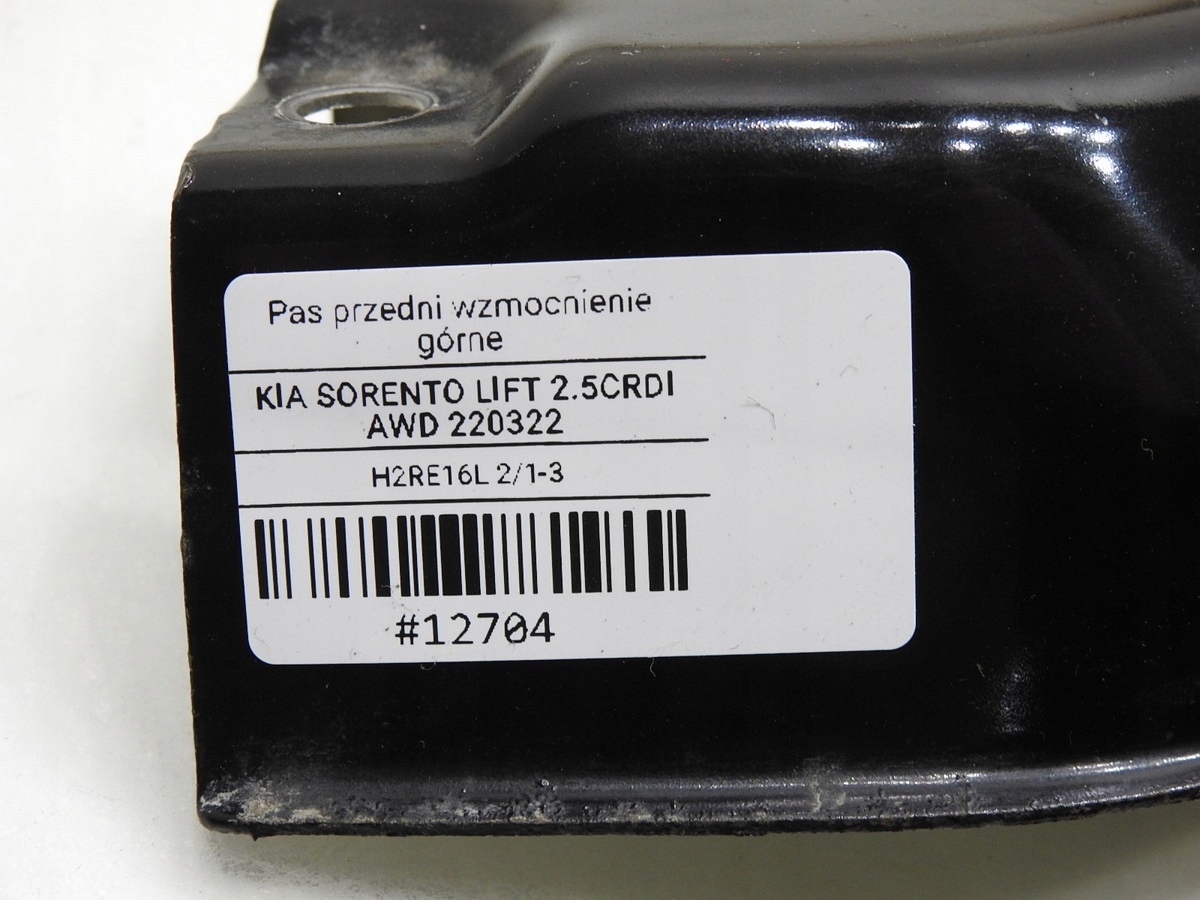 Pas przedni wzmocnienie
górne
KIA SORENTO LIFT 2.5CRDI
AWD 220322
H2RE16L 2/1-3
#12704